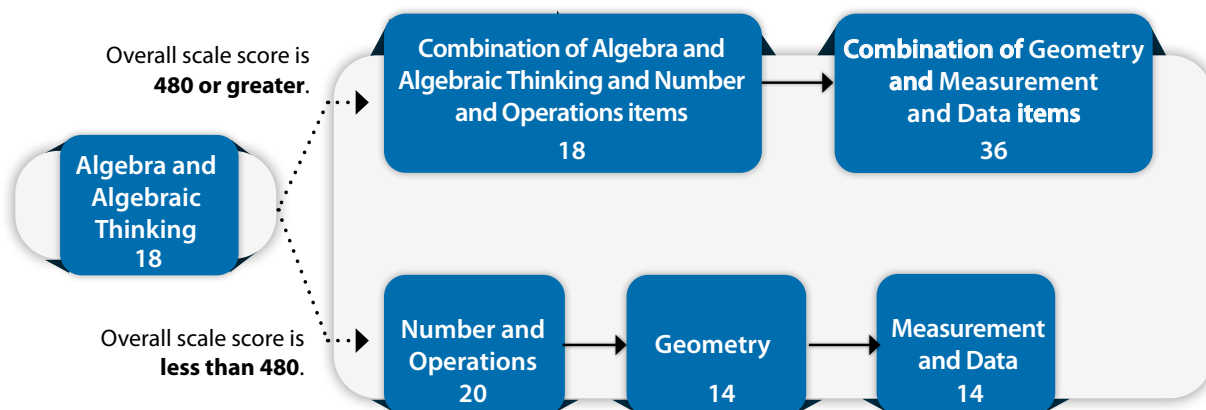 Overall scale score is
480 or greater.
Combination of Algebra and
Algebraic Thinking and Number
and Operations items
18
Combination of Geometry
and Measurement
and Data items
36
Algebra and
Algebraic
Thinking
18
Overall scale score is
less than 480.
Number and
Operations
20
Geometry
14
Measurement
and Data
14